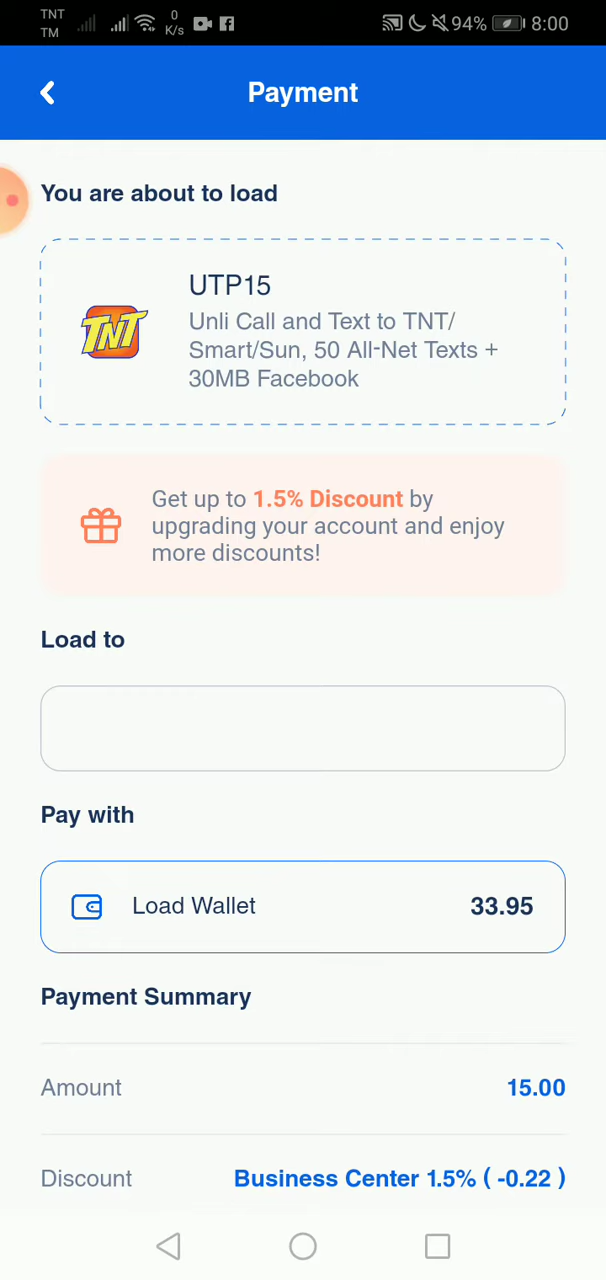 TNT
TM
0
K/s
94%
8:00
Payment
You are about to load
TNT
UTP15
Unli Call and Text to TNT/
Smart/Sun, 50 All-Net Texts +
30MB Facebook
Get up to 1.5% Discount by
upgrading your account and enjoy
more discounts!
Load to
Pay with
Load Wallet
33.95
Payment Summary
Amount
15.00
Discount
Business Center 1.5% ( -0.22 )